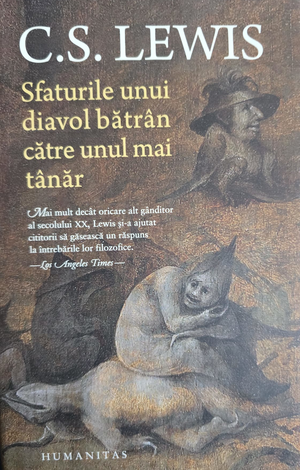 C.S. LEWIS
Sfaturile unui
diavol bătrân
către unul mai
tânăr
Mai mult decât oricare alt gânditor
al secolului XX, Lewis și-a ajutat
cititorii să găsească un răspuns
la întrebările lor filozofice.
—Los Angeles Times—
HUMANITAS